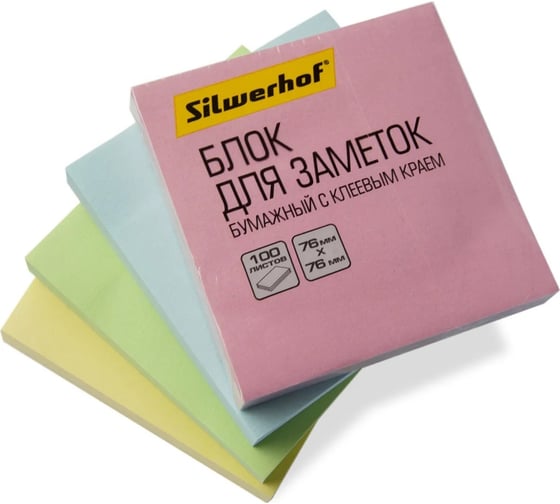 Silwerhof®
БЛОК
ДЛЯ ЗАМЕТОК
БУМАЖНЫЙ С КЛЕЕВЫМ КРАЕМ
100
ЛИСТОВ
76 ММ
X
76 ММ